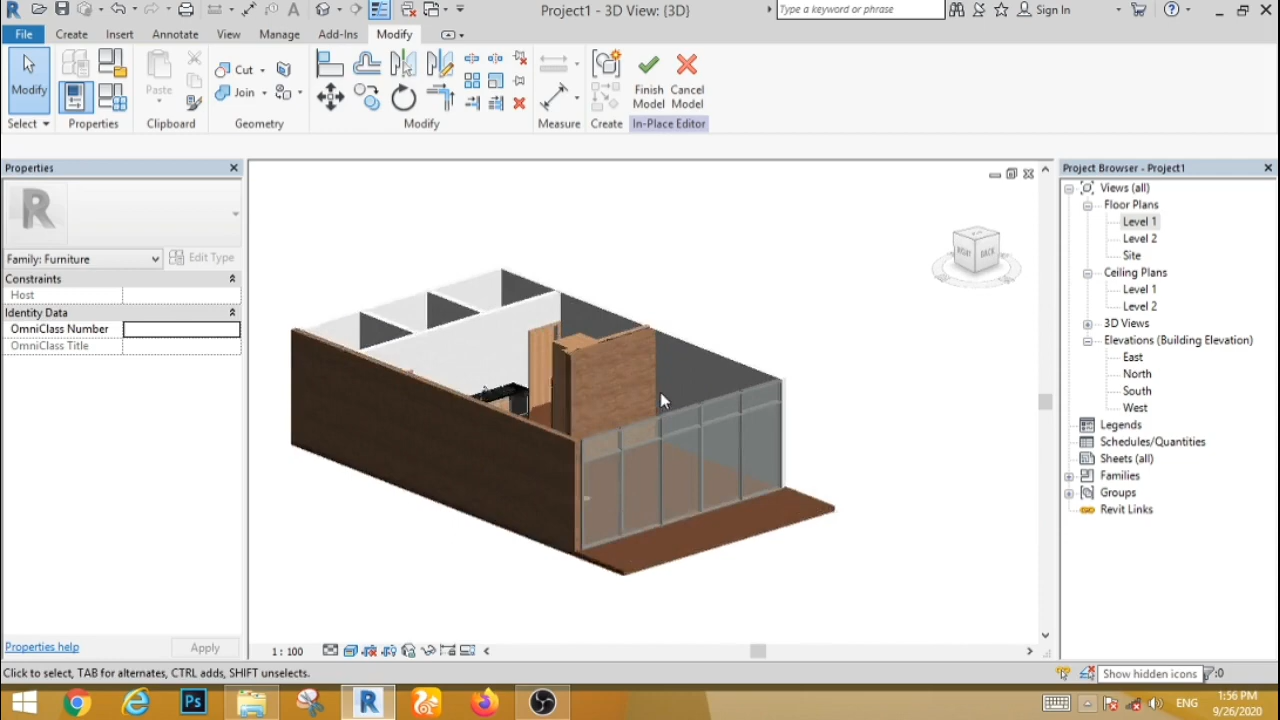 Project1 - 3D View: {3D}
Type a keyword or phrase
Sign In
File Create Insert Annotate View Manage Add-Ins Modify
Modify
Paste
Cut
Join
Finish Model
Cancel Model
Select Properties Clipboard Geometry Modify Measure Create In-Place Editor
Properties
R
Family: Furniture
Edit Type
Constraints
Host
Identity Data
OmniClass Number
OmniClass Title
Properties help
Apply
RIGHT BACK
1 : 100
Project Browser - Project1
Views (all)
Floor Plans
Level 1
Level 2
Site
Ceiling Plans
Level 1
Level 2
3D Views
Elevations (Building Elevation)
East
North
South
West
Legends
Schedules/Quantities
Sheets (all)
Families
Groups
Revit Links
Click to select, TAB for alternates, CTRL adds, SHIFT unselects.
Show hidden icons
:0
Ps
R
ENG
1:56 PM
9/26/2020